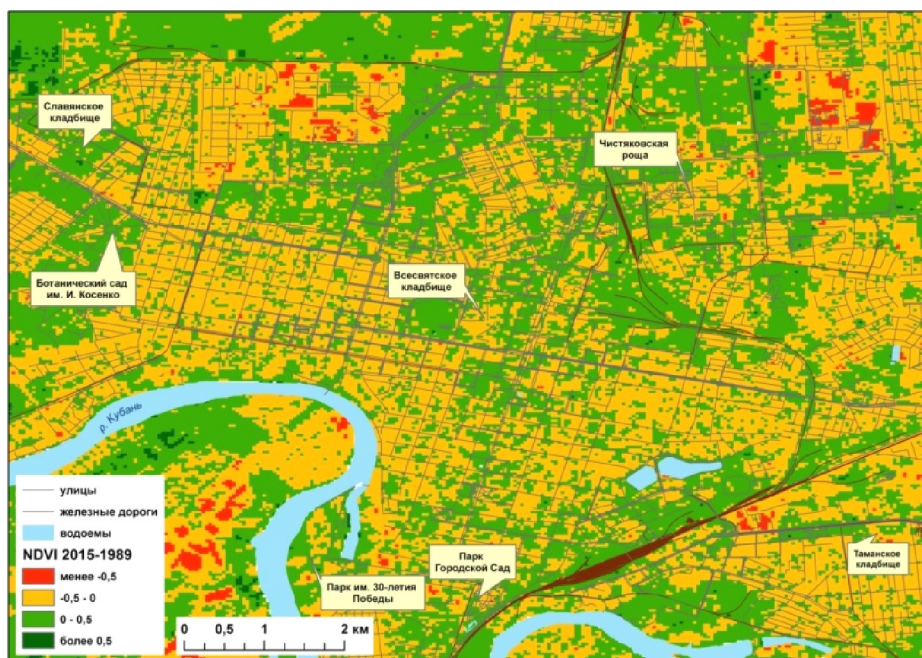 Славянское
кладбище
Чистяковская
роща
Ботанический сад
им. И. Косенко
Всесвятское
кладбище
р. Кубань
улицы
железные дороги
водоемы
NDVI 2015-1989
менее -0,5
-0,5 - 0
0 - 0,5
более 0,5
Парк
Городской Сад
Таманское
кладбище
Парк им. 30-летия
Победы
0 0,5 1 2 км